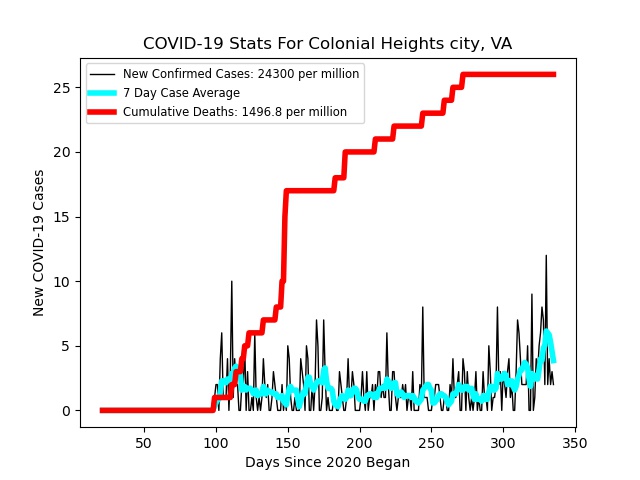 COVID-19 Stats For Colonial Heights city, VA
New Confirmed Cases: 24300 per million
7 Day Case Average
Cumulative Deaths: 1496.8 per million
New COVID-19 Cases
25
20
15
10
5
0
50 100 150 200 250 300 350
Days Since 2020 Began